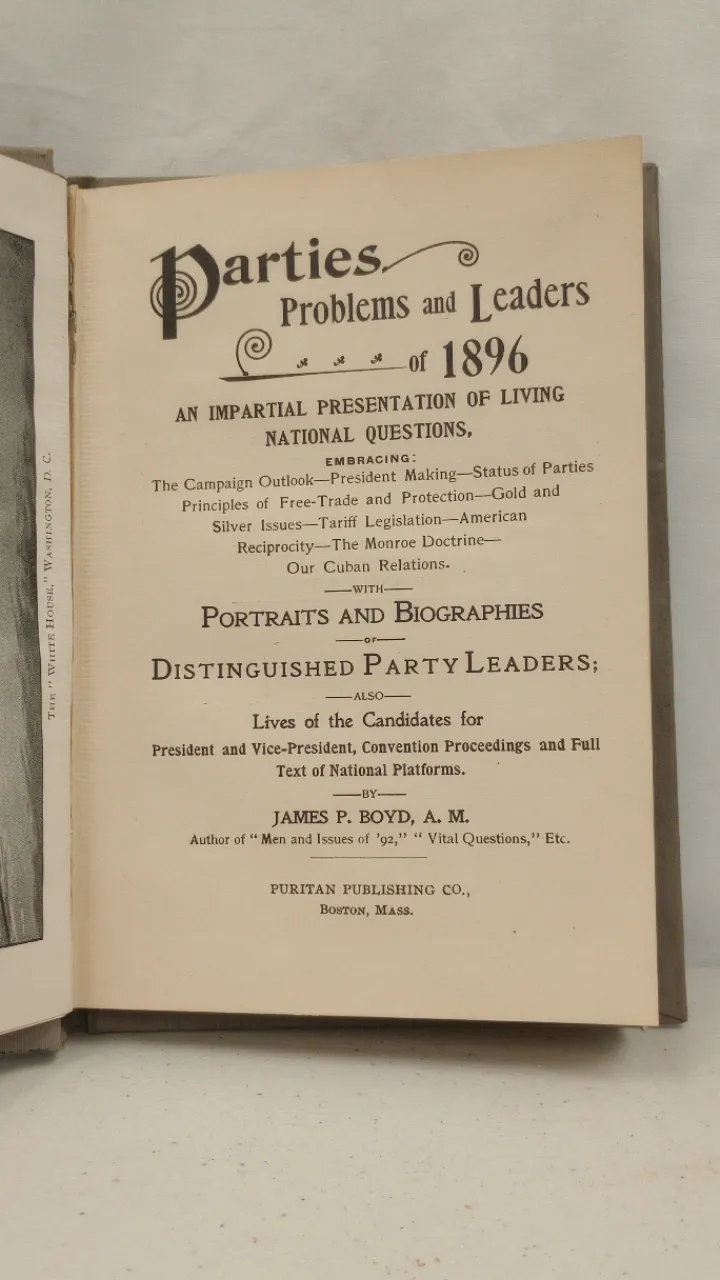 THE "WHITE HOUSE," WASHINGTON, D. C.
Parties
Problems and Leaders
of 1896
AN IMPARTIAL PRESENTATION OF LIVING
NATIONAL QUESTIONS,
EMBRACING:
The Campaign Outlook—President Making—Status of Parties
Principles of Free-Trade and Protection—Gold and
Silver Issues—Tariff Legislation—American
Reciprocity—The Monroe Doctrine—
Our Cuban Relations.
—WITH—
PORTRAITS AND BIOGRAPHIES
—OF—
DISTINGUISHED PARTY LEADERS;
—ALSO—
Lives of the Candidates for
President and Vice-President, Convention Proceedings and Full
Text of National Platforms.
—BY—
JAMES P. BOYD, A. M.
Author of "Men and Issues of '92," "Vital Questions," Etc.
PURITAN PUBLISHING CO.,
BOSTON, MASS.